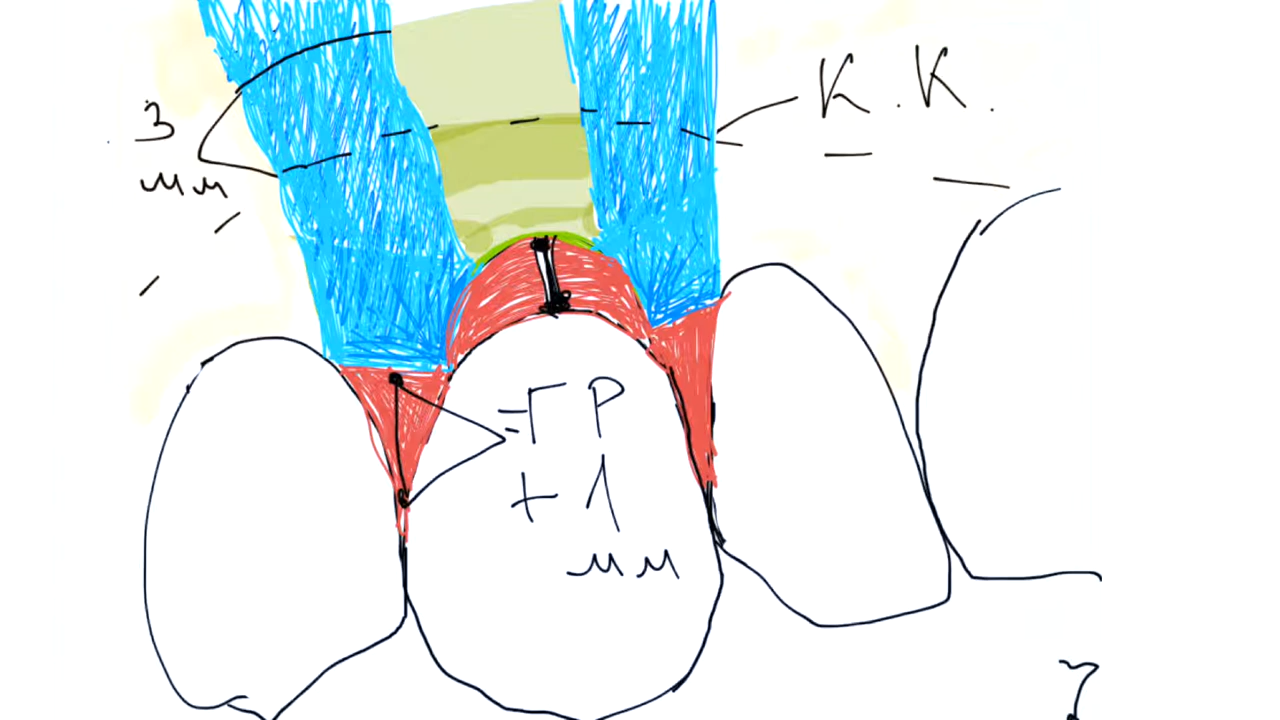 3
мм
К. К.
= ГР
+ 1
мм